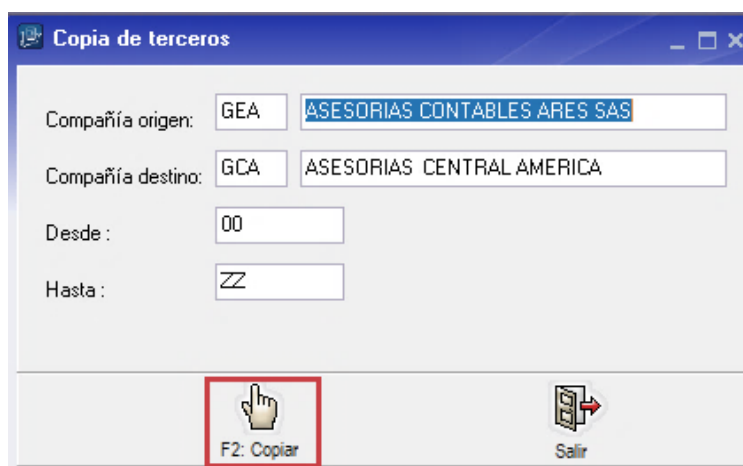 Copia de terceros
Compañía origen: GEA ASESORIAS CONTABLES ARES SAS
Compañía destino: GCA ASESORIAS CENTRAL AMERICA
Desde : 00
Hasta : ZZ
F2: Copiar Salir